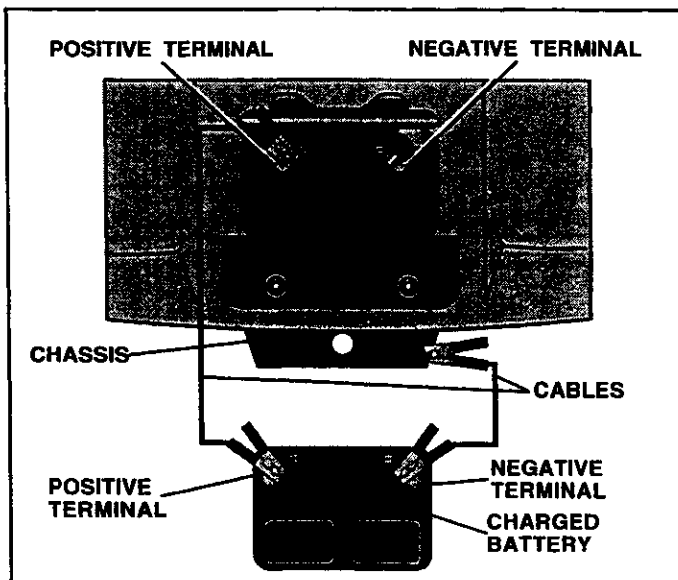 POSITIVE TERMINAL
NEGATIVE TERMINAL
CHASSIS
CABLES
POSITIVE
TERMINAL
NEGATIVE
TERMINAL
CHARGED
BATTERY